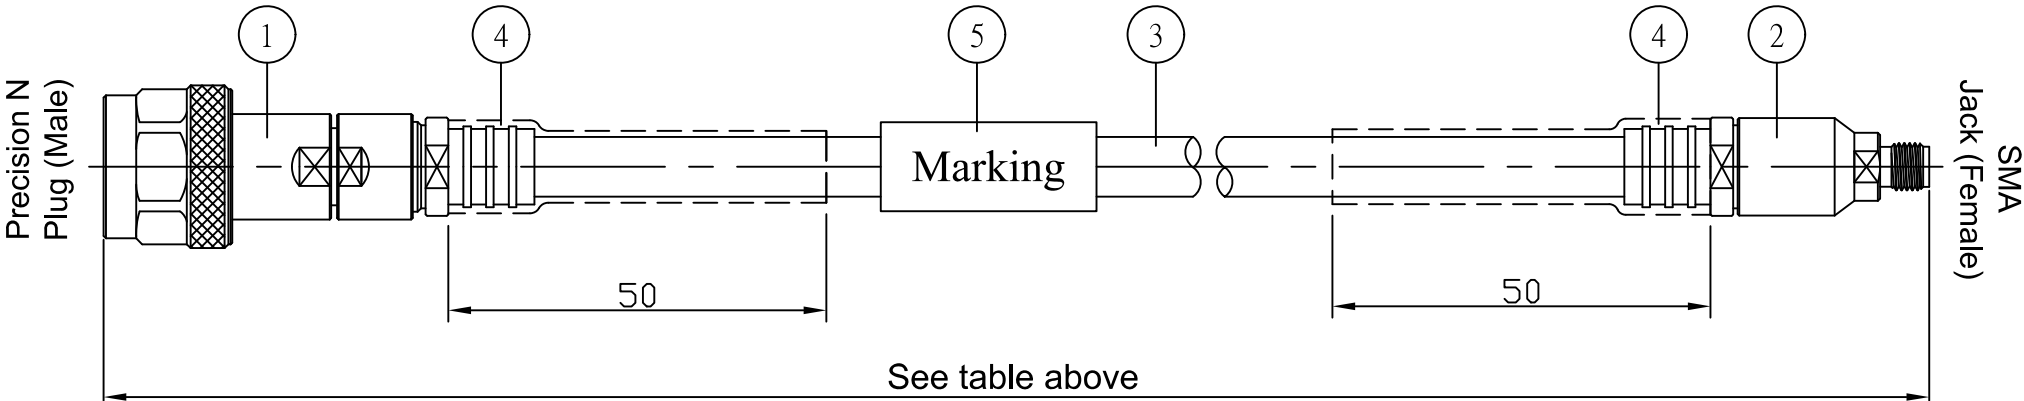 1
4
5
3
4
2
Precision N
Plug (Male)
Marking
SMA
Jack (Female)
50
50
See table above